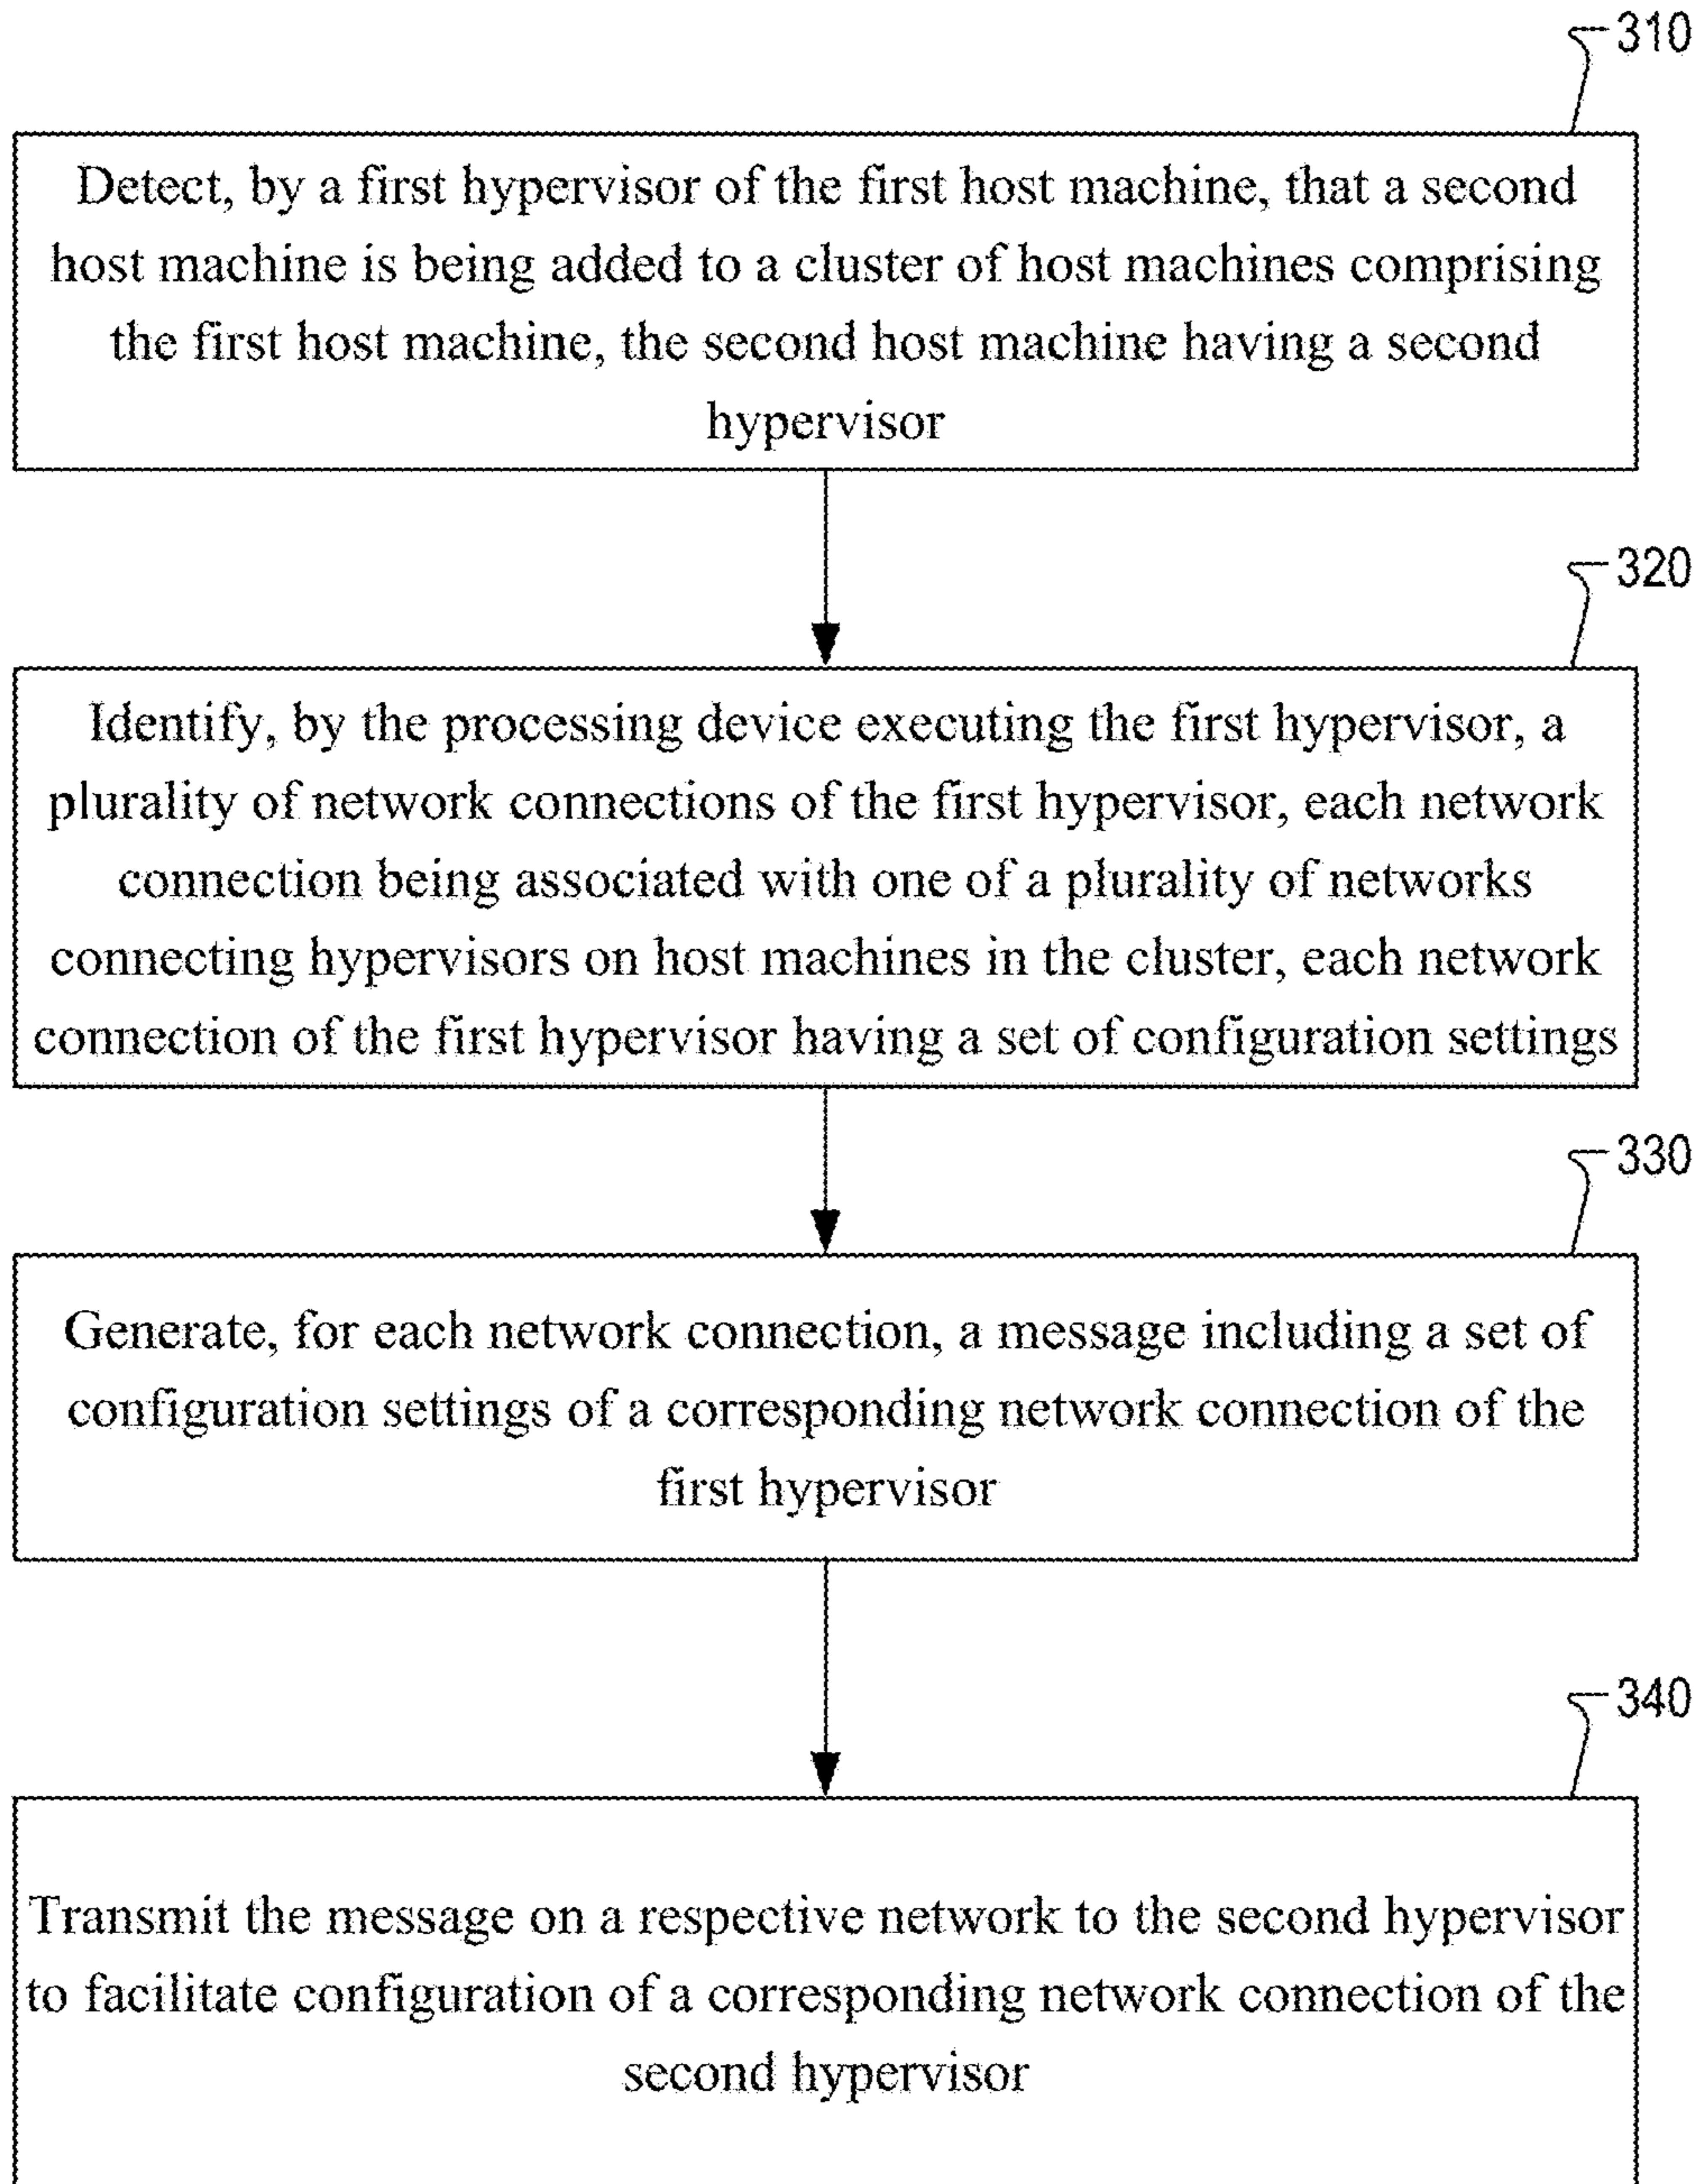 310
Detect, by a first hypervisor of the first host machine, that a second
host machine is being added to a cluster of host machines comprising
the first host machine, the second host machine having a second
hypervisor
320
Identify, by the processing device executing the first hypervisor, a
plurality of network connections of the first hypervisor, each network
connection being associated with one of a plurality of networks
connecting hypervisors on host machines in the cluster, each network
connection of the first hypervisor having a set of configuration settings
330
Generate, for each network connection, a message including a set of
configuration settings of a corresponding network connection of the
first hypervisor
340
Transmit the message on a respective network to the second hypervisor
to facilitate configuration of a corresponding network connection of the
second hypervisor